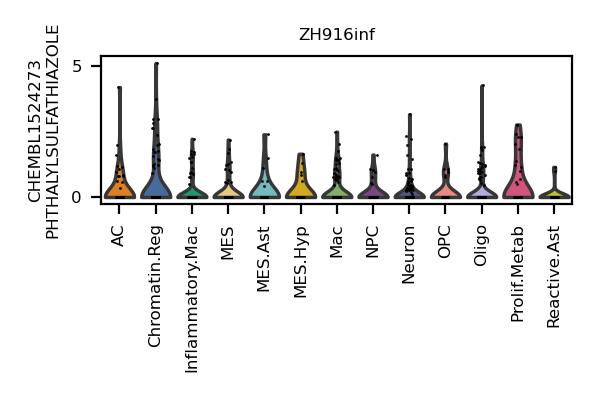 ZH916inf
CHEMBL1524273
PHTHALYLSULFATHIAZOLE
5
0
AC
Chromatin.Reg
Inflammatory.Mac
MES
MES.Ast
MES.Hyp
Mac
NPC
Neuron
OPC
Oligo
Prolif.Metab
Reactive.Ast